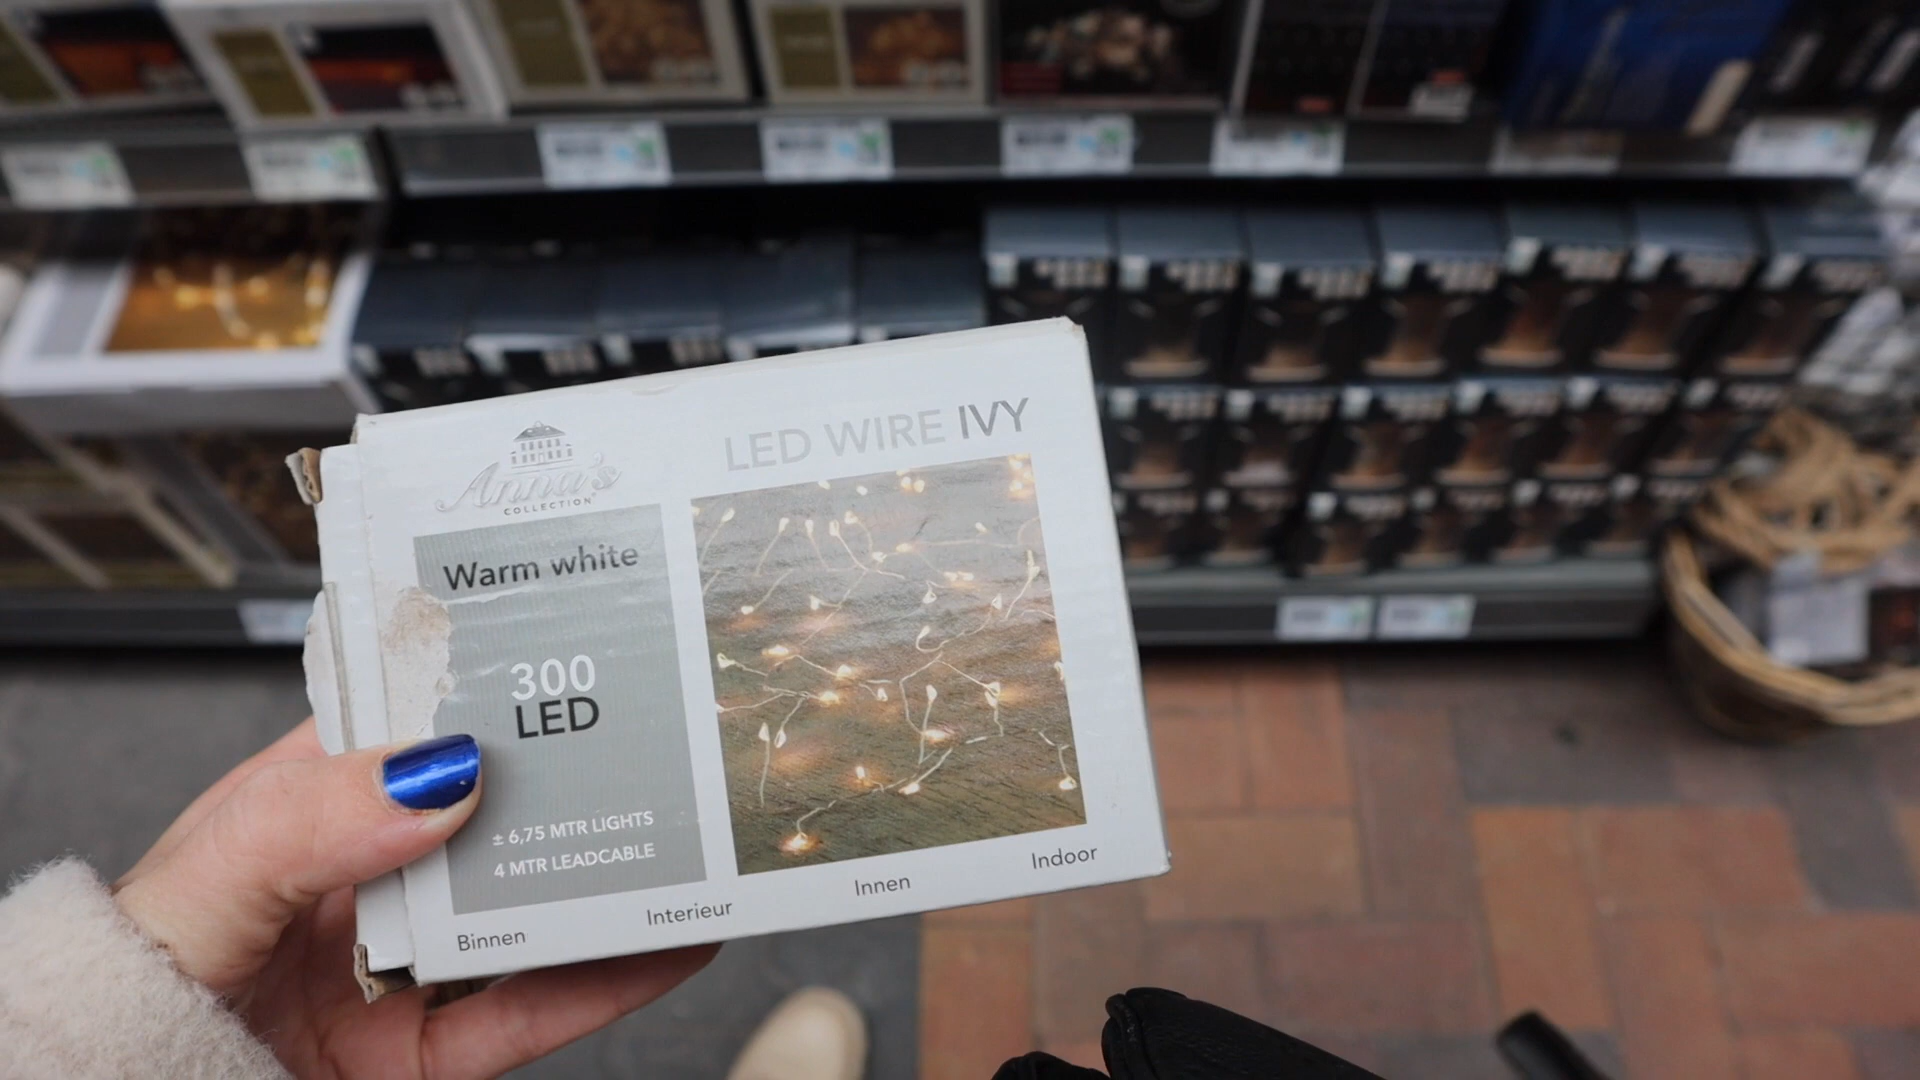 Anna's
COLLECTION
LED WIRE IVY
Warm white
300
LED
± 6,75 MTR LIGHTS
4 MTR LEADCABLE
Binnen
Interieur
Innen
Indoor